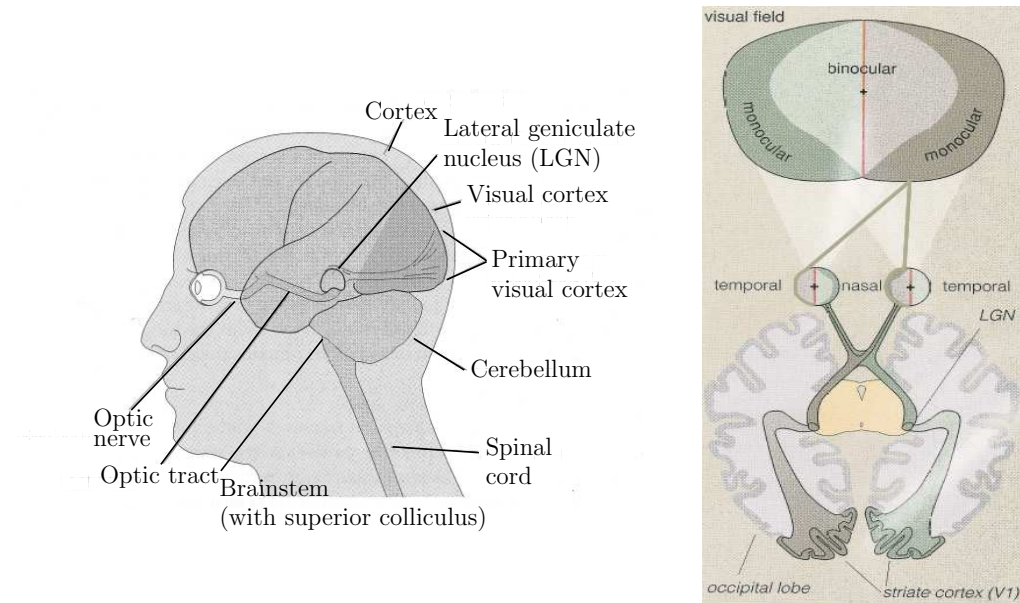 Cortex
Lateral geniculate
nucleus (LGN)
Visual cortex
Primary
visual cortex
Cerebellum
Optic
nerve
Optic tract
Brainstem
(with superior colliculus)
Spinal
cord
visual field
binocular
monocular
monocular
temporal
nasal
temporal
LGN
occipital lobe
striate cortex (V1)